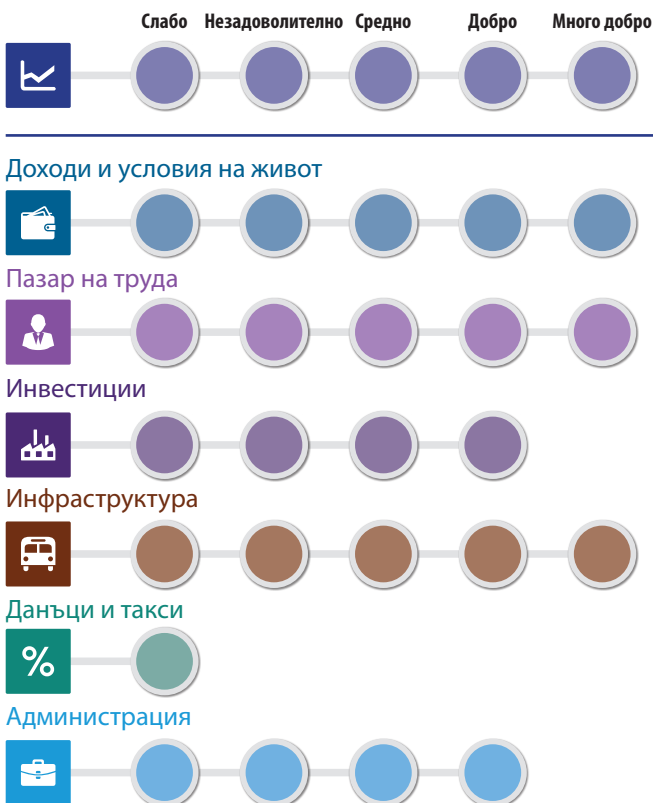 Слабо Незадоволително Средно Добро Много добро
Доходи и условия на живот
Пазар на труда
Инвестиции
Инфраструктура
Данъци и такси
%
Администрация